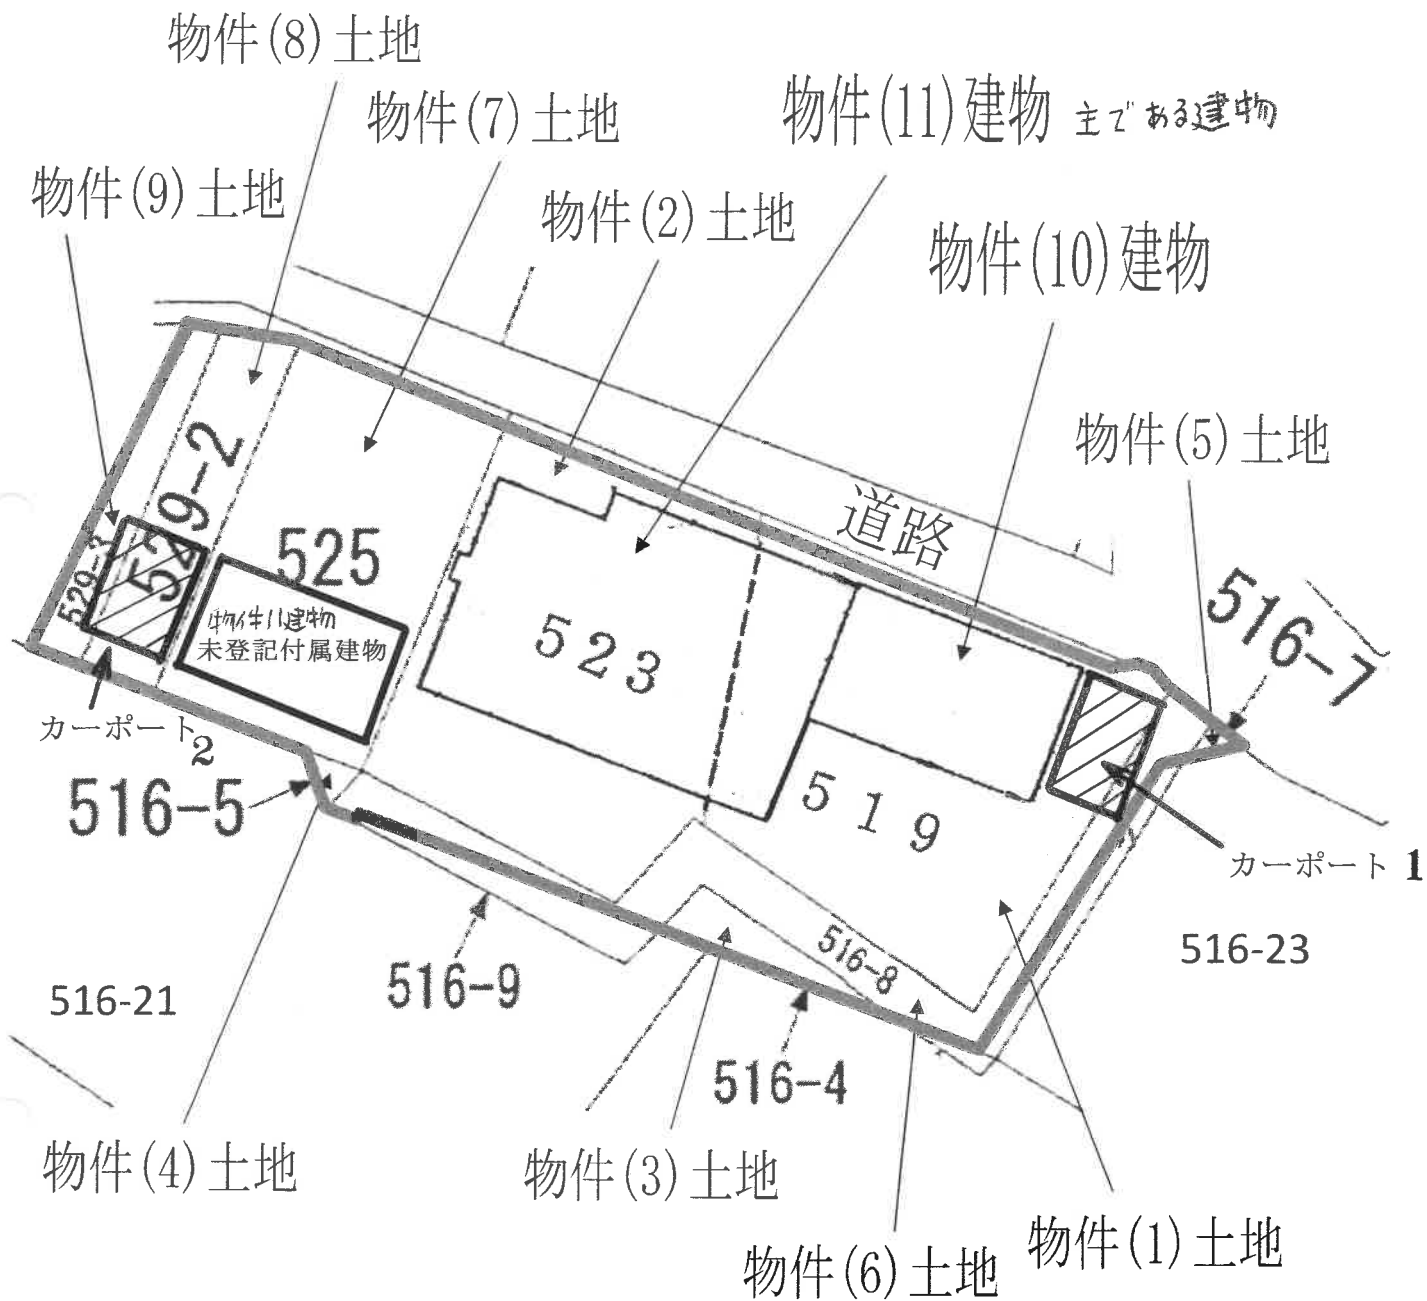 物件(8)土地
物件(7)土地
物件(11)建物 主である建物
物件(9)土地
物件(2)土地
物件(10)建物
物件(5)土地
道路
529-2
529-3
525
物件11建物
未登記付属建物
523
516-7
カーポート2
516-5
519
カーポート1
516-8
516-23
516-21
516-9
516-4
物件(4)土地
物件(3)土地
物件(6)土地
物件(1)土地